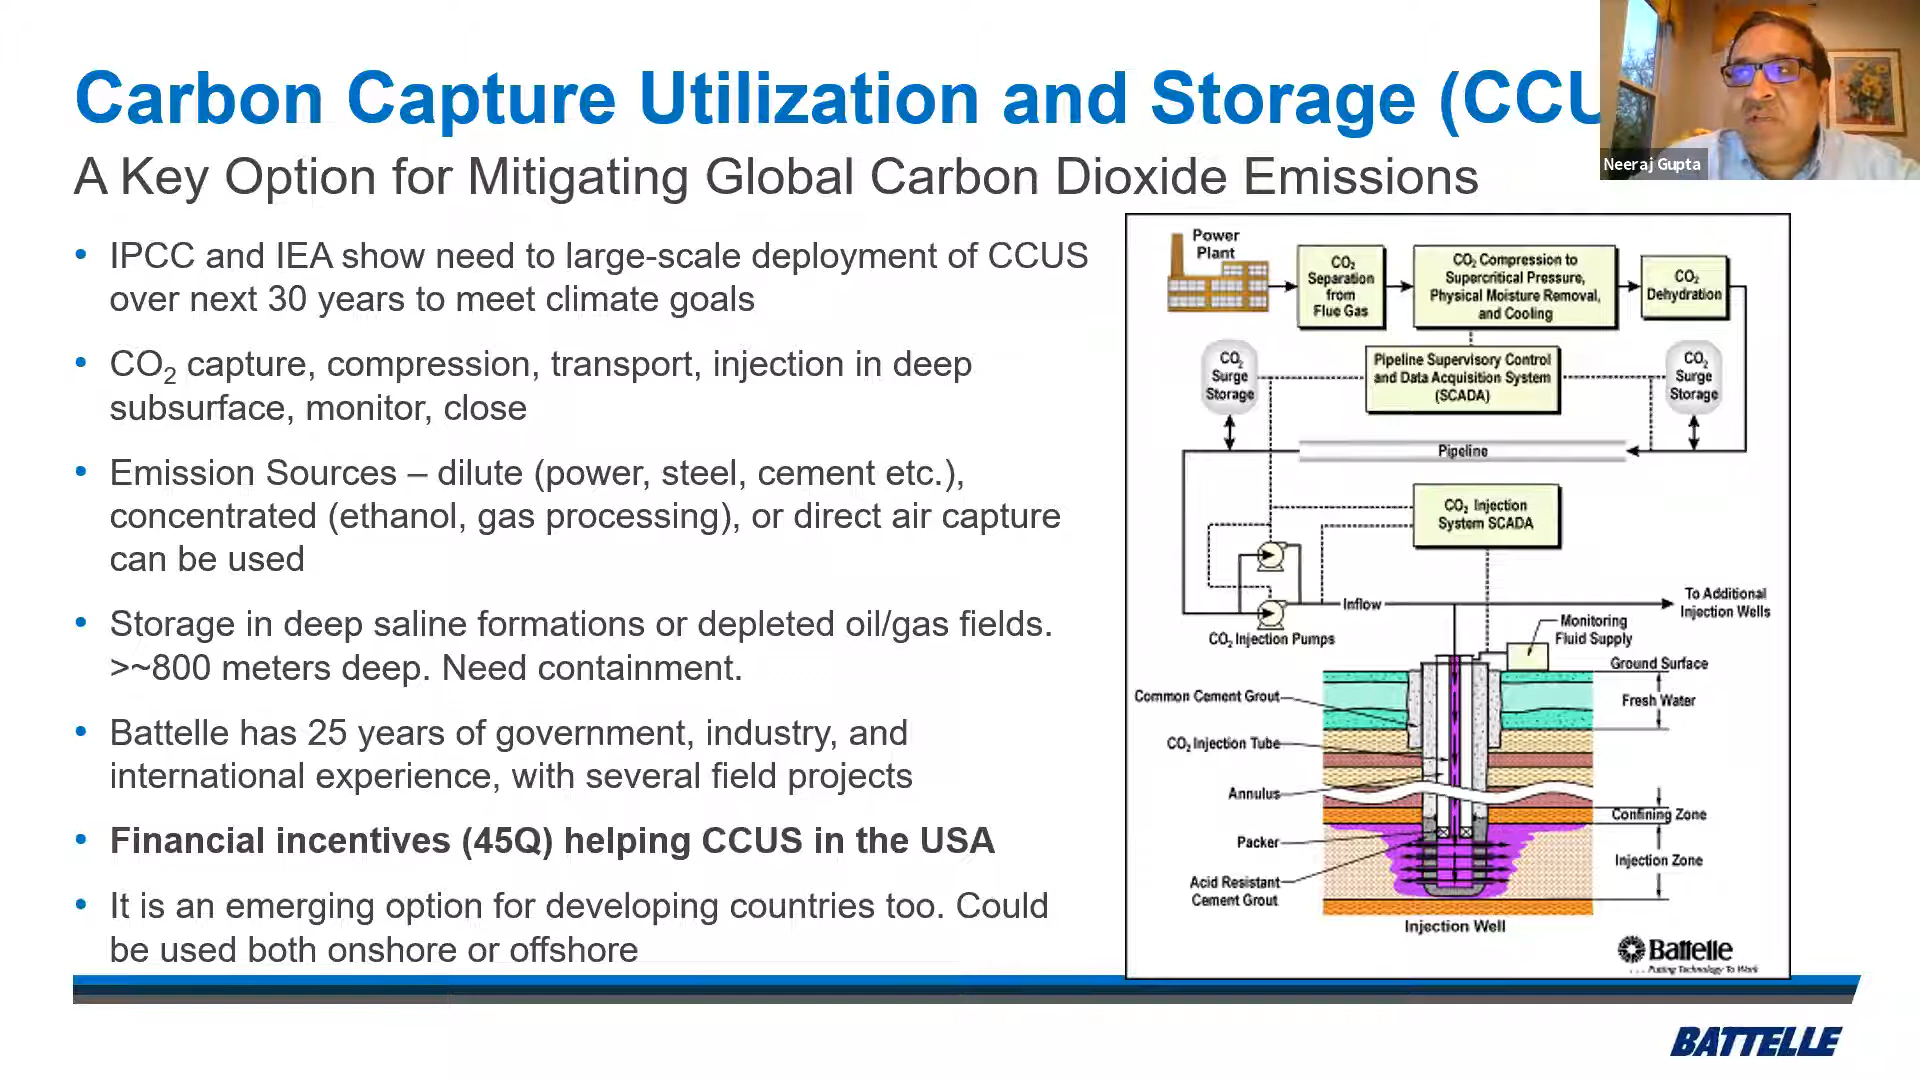 Carbon Capture Utilization and Storage (CCU
A Key Option for Mitigating Global Carbon Dioxide Emissions
Neeraj Gupta
• IPCC and IEA show need to large-scale deployment of CCUS
over next 30 years to meet climate goals
• CO₂ capture, compression, transport, injection in deep
subsurface, monitor, close
• Emission Sources – dilute (power, steel, cement etc.),
concentrated (ethanol, gas processing), or direct air capture
can be used
• Storage in deep saline formations or depleted oil/gas fields.
>~800 meters deep. Need containment.
• Battelle has 25 years of government, industry, and
international experience, with several field projects
• Financial incentives (45Q) helping CCUS in the USA
• It is an emerging option for developing countries too. Could
be used both onshore or offshore
Power
Plant
CO₂
Separation
from
Flue Gas
CO₂ Compression to
Supercritical Pressure,
Physical Moisture Removal,
and Cooling
CO₂
Dehydration
CO₂
Surge
Storage
Pipeline Supervisory Control
and Data Acquisition System
(SCADA)
CO₂
Surge
Storage
Pipeline
CO₂ Injection
System SCADA
Inflow
To Additional
Injection Wells
CO₂ Injection Pumps
Monitoring
Fluid Supply
Ground Surface
Common Cement Grout
Fresh Water
CO₂ Injection Tube
Annulus
Confining Zone
Packer
Injection Zone
Acid Resistant
Cement Grout
Injection Well
Battelle
. . . Putting Technology To Work
BATTELLE